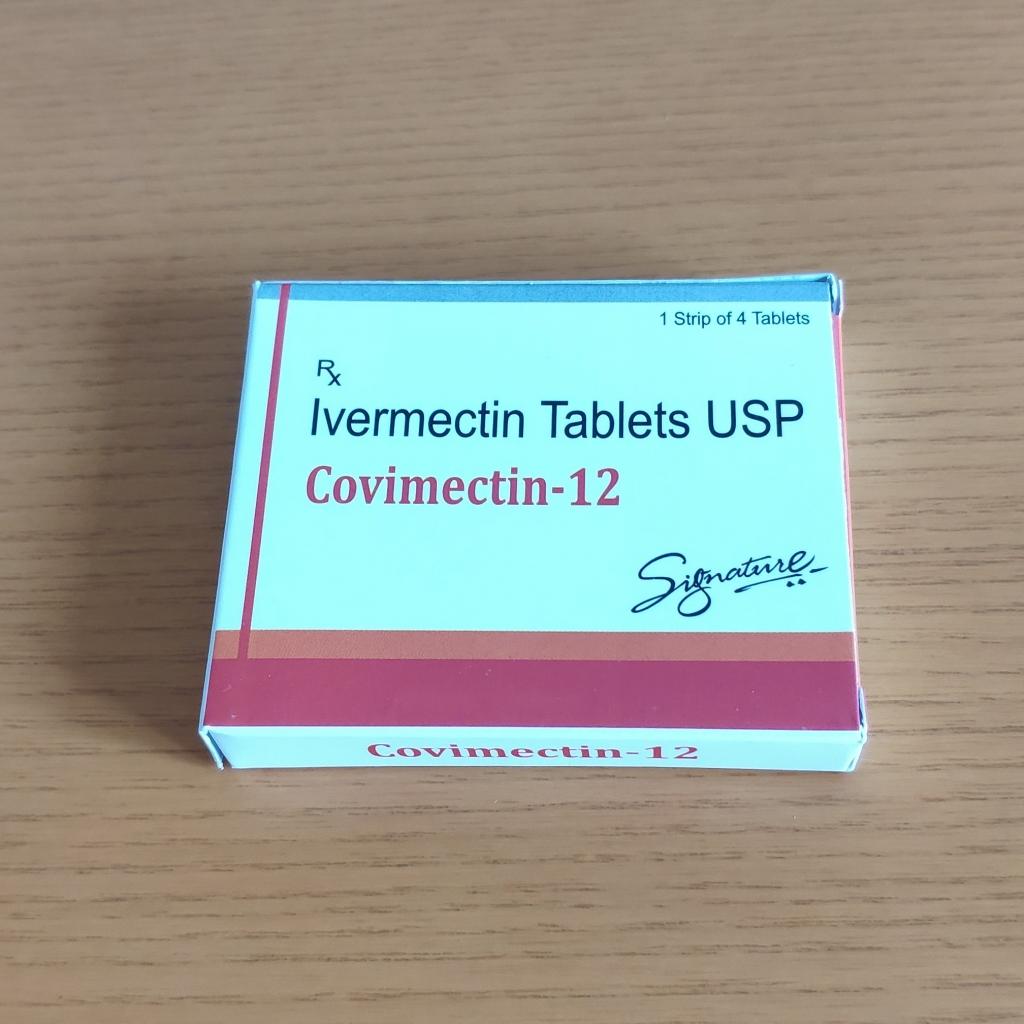 1 Strip of 4 Tablets
Rx
Ivermectin Tablets USP
Covimectin-12
Signature
Covimectin-12